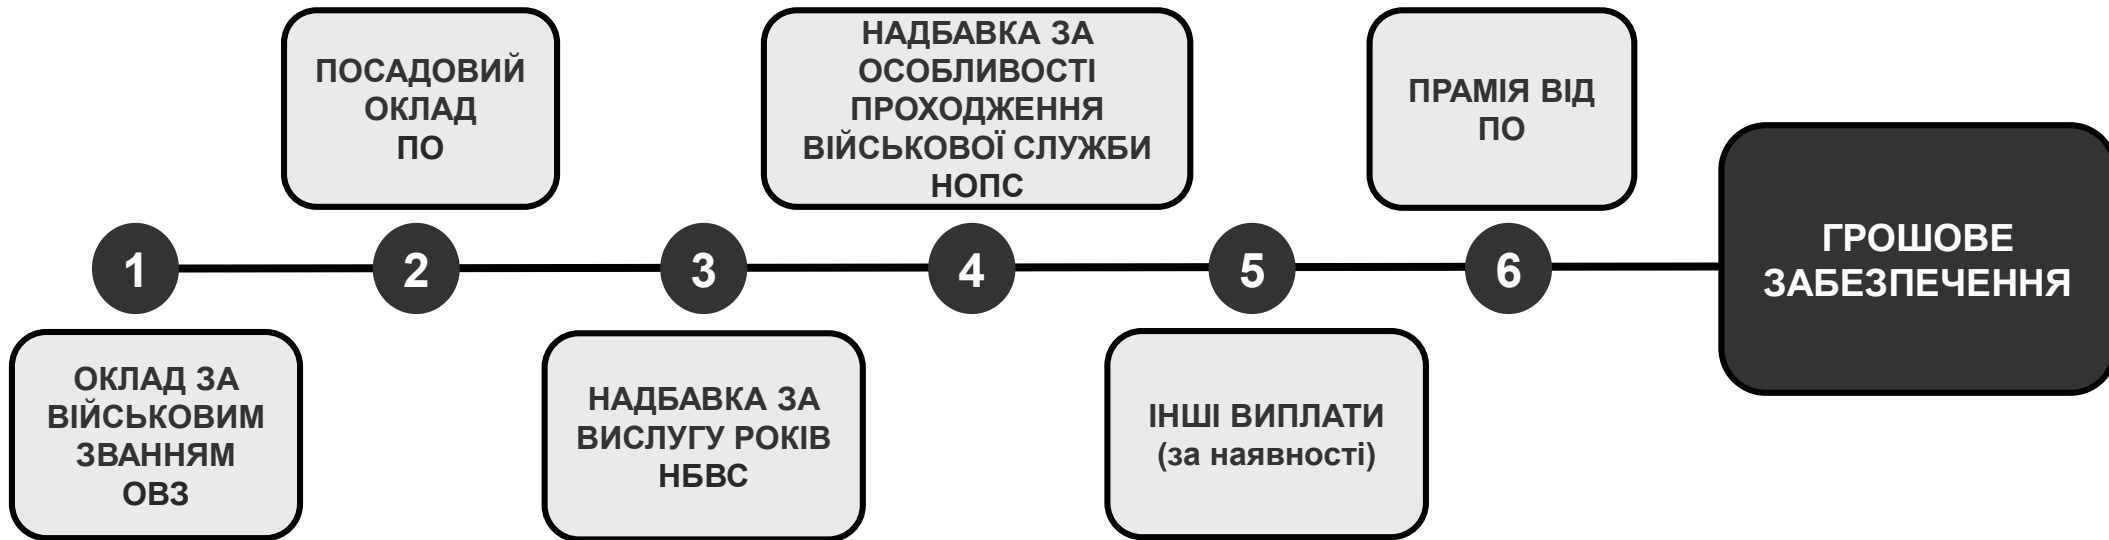 ПОСАДОВИЙ
ОКЛАД
ПО
НАДБАВКА ЗА
ОСОБЛИВОСТІ
ПРОХОДЖЕННЯ
ВІЙСЬКОВОЇ СЛУЖБИ
НОПС
ПРАМІЯ ВІД
ПО
1
2
3
4
5
6
ГРОШОВЕ
ЗАБЕЗПЕЧЕННЯ
ОКЛАД ЗА
ВІЙСЬКОВИМ
ЗВАННЯМ
ОВЗ
НАДБАВКА ЗА
ВИСЛУГУ РОКІВ
НБВС
ІНШІ ВИПЛАТИ
(за наявності)